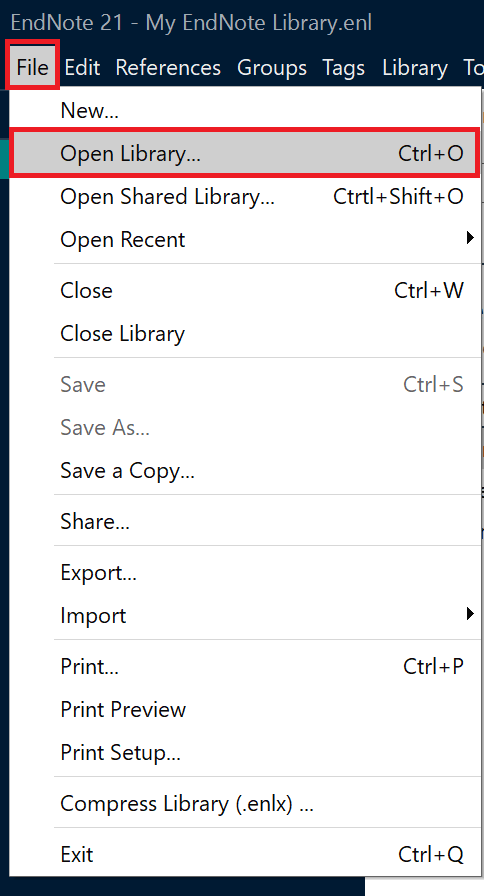 EndNote 21 - My EndNote Library.enl
File Edit References Groups Tags Library To
New...
Open Library... Ctrl+O
Open Shared Library... Ctrtl+Shift+O
Open Recent
Close Ctrl+W
Close Library
Save Ctrl+S
Save As...
Save a Copy...
Share...
Export...
Import
Print... Ctrl+P
Print Preview
Print Setup...
Compress Library (.enlx) ...
Exit Ctrl+Q